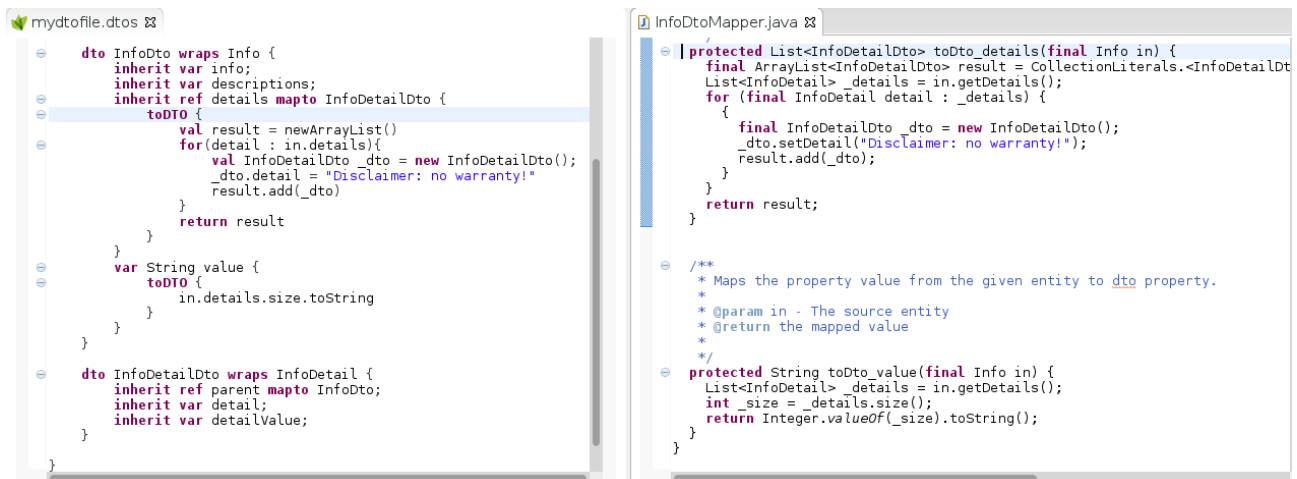 mydtofile.dtos
dto InfoDto wraps Info {
inherit var info;
inherit var descriptions;
inherit ref details mapto InfoDetailDto {
toDTO {
val result = newArrayList()
for(detail : in.details){
val InfoDetailDto _dto = new InfoDetailDto();
_dto.detail = "Disclaimer: no warranty!"
result.add(_dto)
}
return result
}
}
var String value {
toDTO {
in.details.size.toString
}
}
}
dto InfoDetailDto wraps InfoDetail {
inherit ref parent mapto InfoDto;
inherit var detail;
inherit var detailValue;
}
}
InfoDtoMapper.java
/
protected List<InfoDetailDto> toDto_details(final Info in) {
final ArrayList<InfoDetailDto> result = CollectionLiterals.<InfoDetailDt
List<InfoDetail> _details = in.getDetails();
for (final InfoDetail detail : _details) {
{
final InfoDetailDto _dto = new InfoDetailDto();
_dto.setDetail("Disclaimer: no warranty!");
result.add(_dto);
}
}
return result;
}
/**
* Maps the property value from the given entity to dto property.
*
* @param in - The source entity
* @return the mapped value
*
*/
protected String toDto_value(final Info in) {
List<InfoDetail> _details = in.getDetails();
int _size = _details.size();
return Integer.valueOf(_size).toString();
}
}